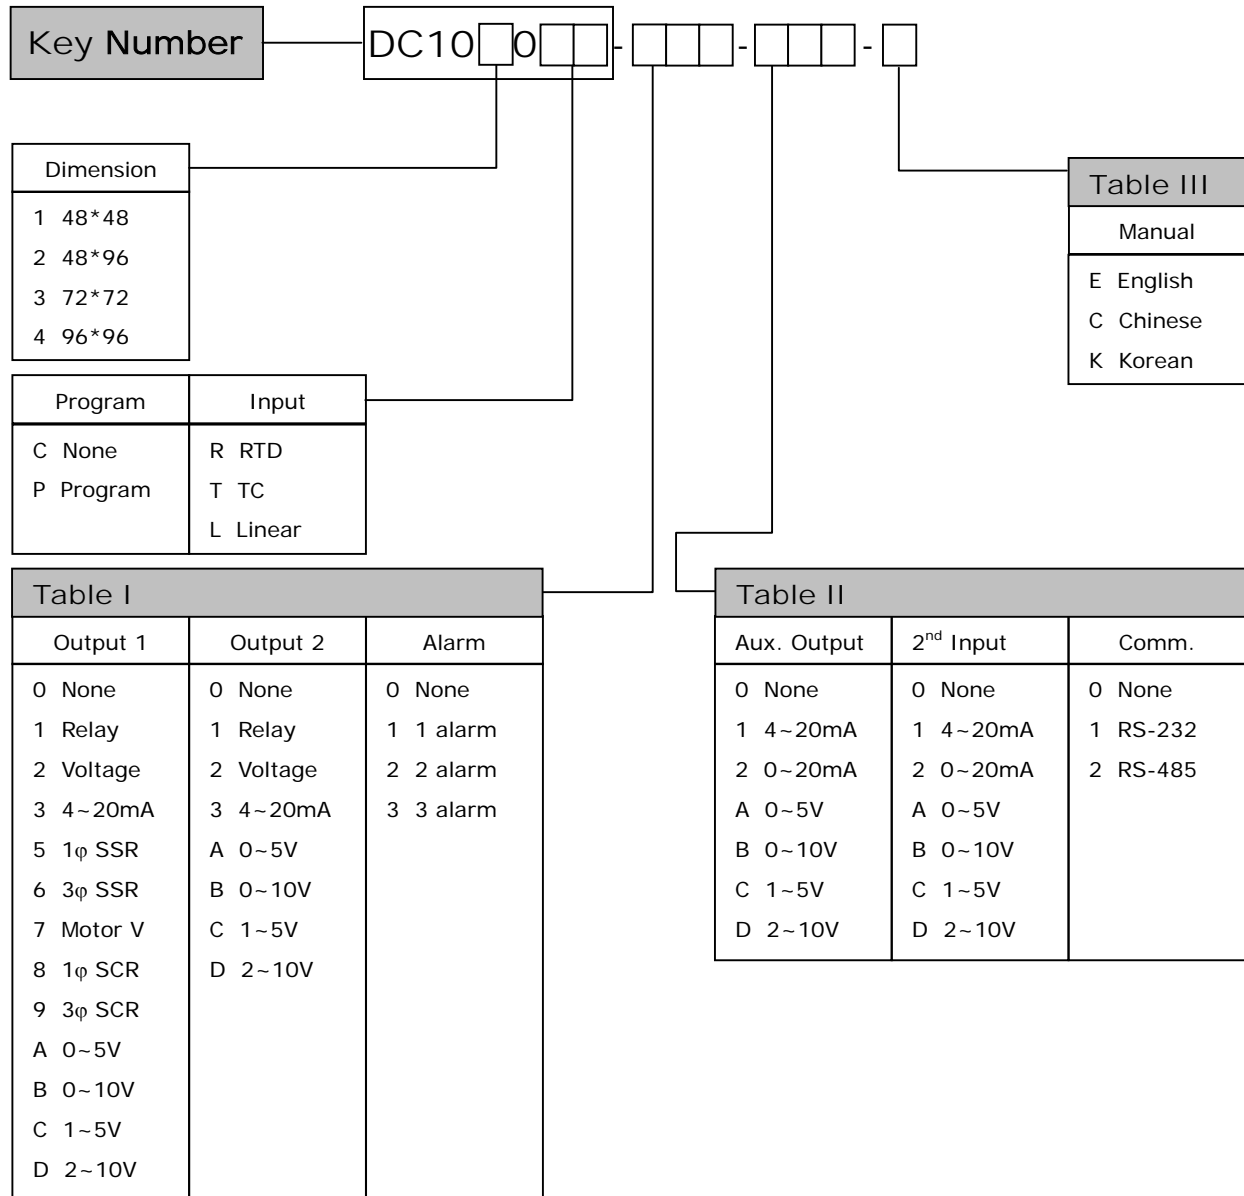 Key Number
DC10□0□□-□□□-□□□-□
Dimension
1 48*48
2 48*96
3 72*72
4 96*96
Program Input
C None R RTD
P Program T TC
L Linear
Table III
Manual
E English
C Chinese
K Korean
Table I
Output 1 Output 2 Alarm
0 None 0 None 0 None
1 Relay 1 Relay 1 1 alarm
2 Voltage 2 Voltage 2 2 alarm
3 4~20mA 3 4~20mA 3 3 alarm
5 1φ SSR A 0~5V
6 3φ SSR B 0~10V
7 Motor V C 1~5V
8 1φ SCR D 2~10V
9 3φ SCR
A 0~5V
B 0~10V
C 1~5V
D 2~10V
Table II
Aux. Output 2nd Input Comm.
0 None 0 None 0 None
1 4~20mA 1 4~20mA 1 RS-232
2 0~20mA 2 0~20mA 2 RS-485
A 0~5V A 0~5V
B 0~10V B 0~10V
C 1~5V C 1~5V
D 2~10V D 2~10V